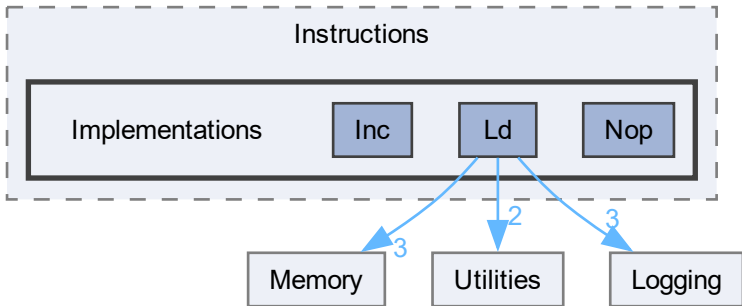 Instructions
Implementations Inc Ld Nop
3 2 3
Memory Utilities Logging